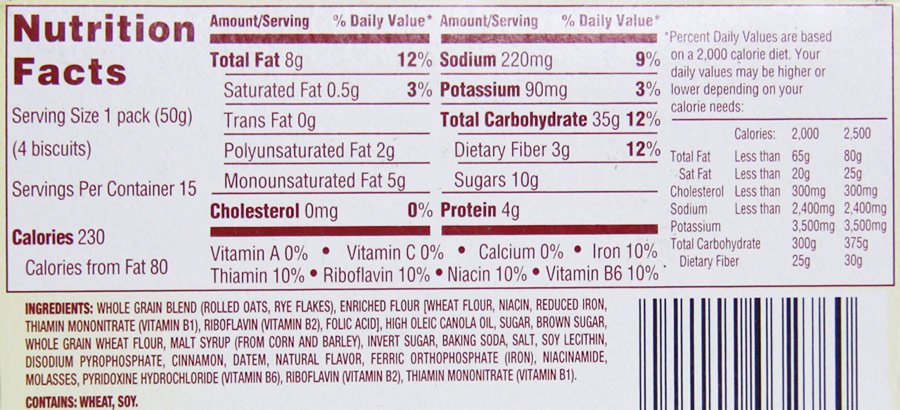 Nutrition
Facts
Serving Size 1 pack (50g)
(4 biscuits)
Servings Per Container 15
Calories 230
Calories from Fat 80
Amount/Serving % Daily Value*
Total Fat 8g 12%
Saturated Fat 0.5g 3%
Trans Fat 0g
Polyunsaturated Fat 2g
Monounsaturated Fat 5g
Cholesterol 0mg 0%
Amount/Serving % Daily Value*
Sodium 220mg 9%
Potassium 90mg 3%
Total Carbohydrate 35g 12%
Dietary Fiber 3g 12%
Sugars 10g
Protein 4g
Vitamin A 0% • Vitamin C 0% • Calcium 0% • Iron 10%
Thiamin 10% • Riboflavin 10% • Niacin 10% • Vitamin B6 10%
*Percent Daily Values are based
on a 2,000 calorie diet. Your
daily values may be higher or
lower depending on your
calorie needs:
Calories: 2,000 2,500
Total Fat Less than 65g 80g
Sat Fat Less than 20g 25g
Cholesterol Less than 300mg 300mg
Sodium Less than 2,400mg 2,400mg
Potassium 3,500mg 3,500mg
Total Carbohydrate 300g 375g
Dietary Fiber 25g 30g
INGREDIENTS: WHOLE GRAIN BLEND (ROLLED OATS, RYE FLAKES), ENRICHED FLOUR [WHEAT FLOUR, NIACIN, REDUCED IRON,
THIAMIN MONONITRATE (VITAMIN B1), RIBOFLAVIN (VITAMIN B2), FOLIC ACID], HIGH OLEIC CANOLA OIL, SUGAR, BROWN SUGAR,
WHOLE GRAIN WHEAT FLOUR, MALT SYRUP (FROM CORN AND BARLEY), INVERT SUGAR, BAKING SODA, SALT, SOY LECITHIN,
DISODIUM PYROPHOSPHATE, CINNAMON, DATEM, NATURAL FLAVOR, FERRIC ORTHOPHOSPHATE (IRON), NIACINAMIDE,
MOLASSES, PYRIDOXINE HYDROCHLORIDE (VITAMIN B6), RIBOFLAVIN (VITAMIN B2), THIAMIN MONONITRATE (VITAMIN B1).
CONTAINS: WHEAT, SOY.